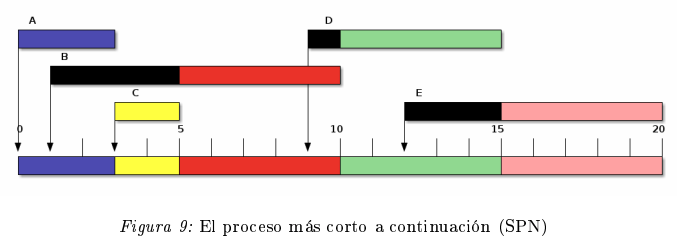 A
D
B
C
E
0
5
10
15
20
Figura 9: El proceso más corto a continuación (SPN)